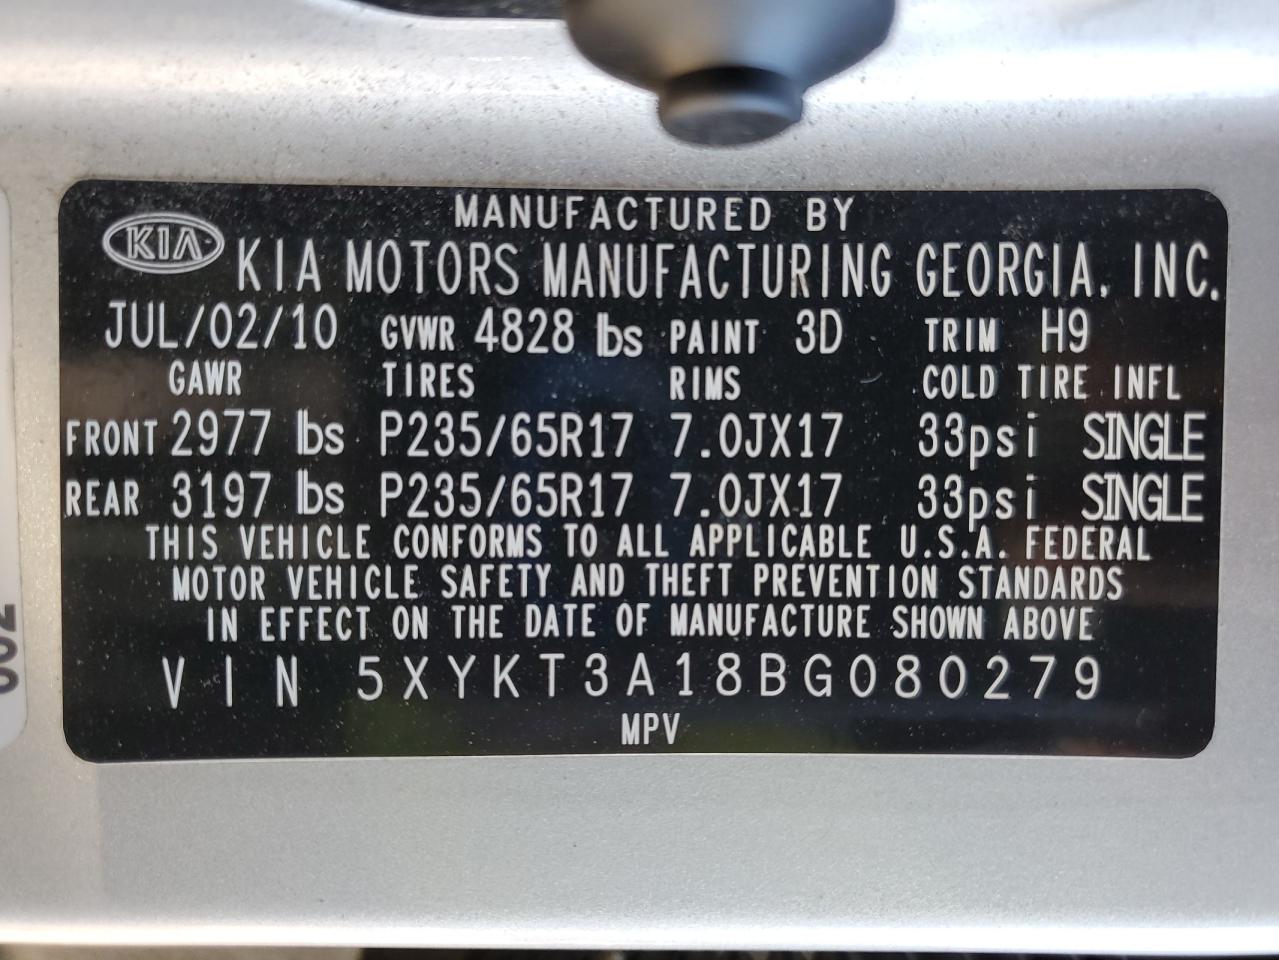 MANUFACTURED BY
KIA KIA MOTORS MANUFACTURING GEORGIA, INC.
JUL/02/10 GVWR 4828 lbs PAINT 3D TRIM H9
GAWR TIRES RIMS COLD TIRE INFL
FRONT 2977 lbs P235/65R17 7.0JX17 33psi SINGLE
REAR 3197 lbs P235/65R17 7.0JX17 33psi SINGLE
THIS VEHICLE CONFORMS TO ALL APPLICABLE U.S.A. FEDERAL
MOTOR VEHICLE SAFETY AND THEFT PREVENTION STANDARDS
IN EFFECT ON THE DATE OF MANUFACTURE SHOWN ABOVE
VIN 5XYKT3A18BG080279
MPV